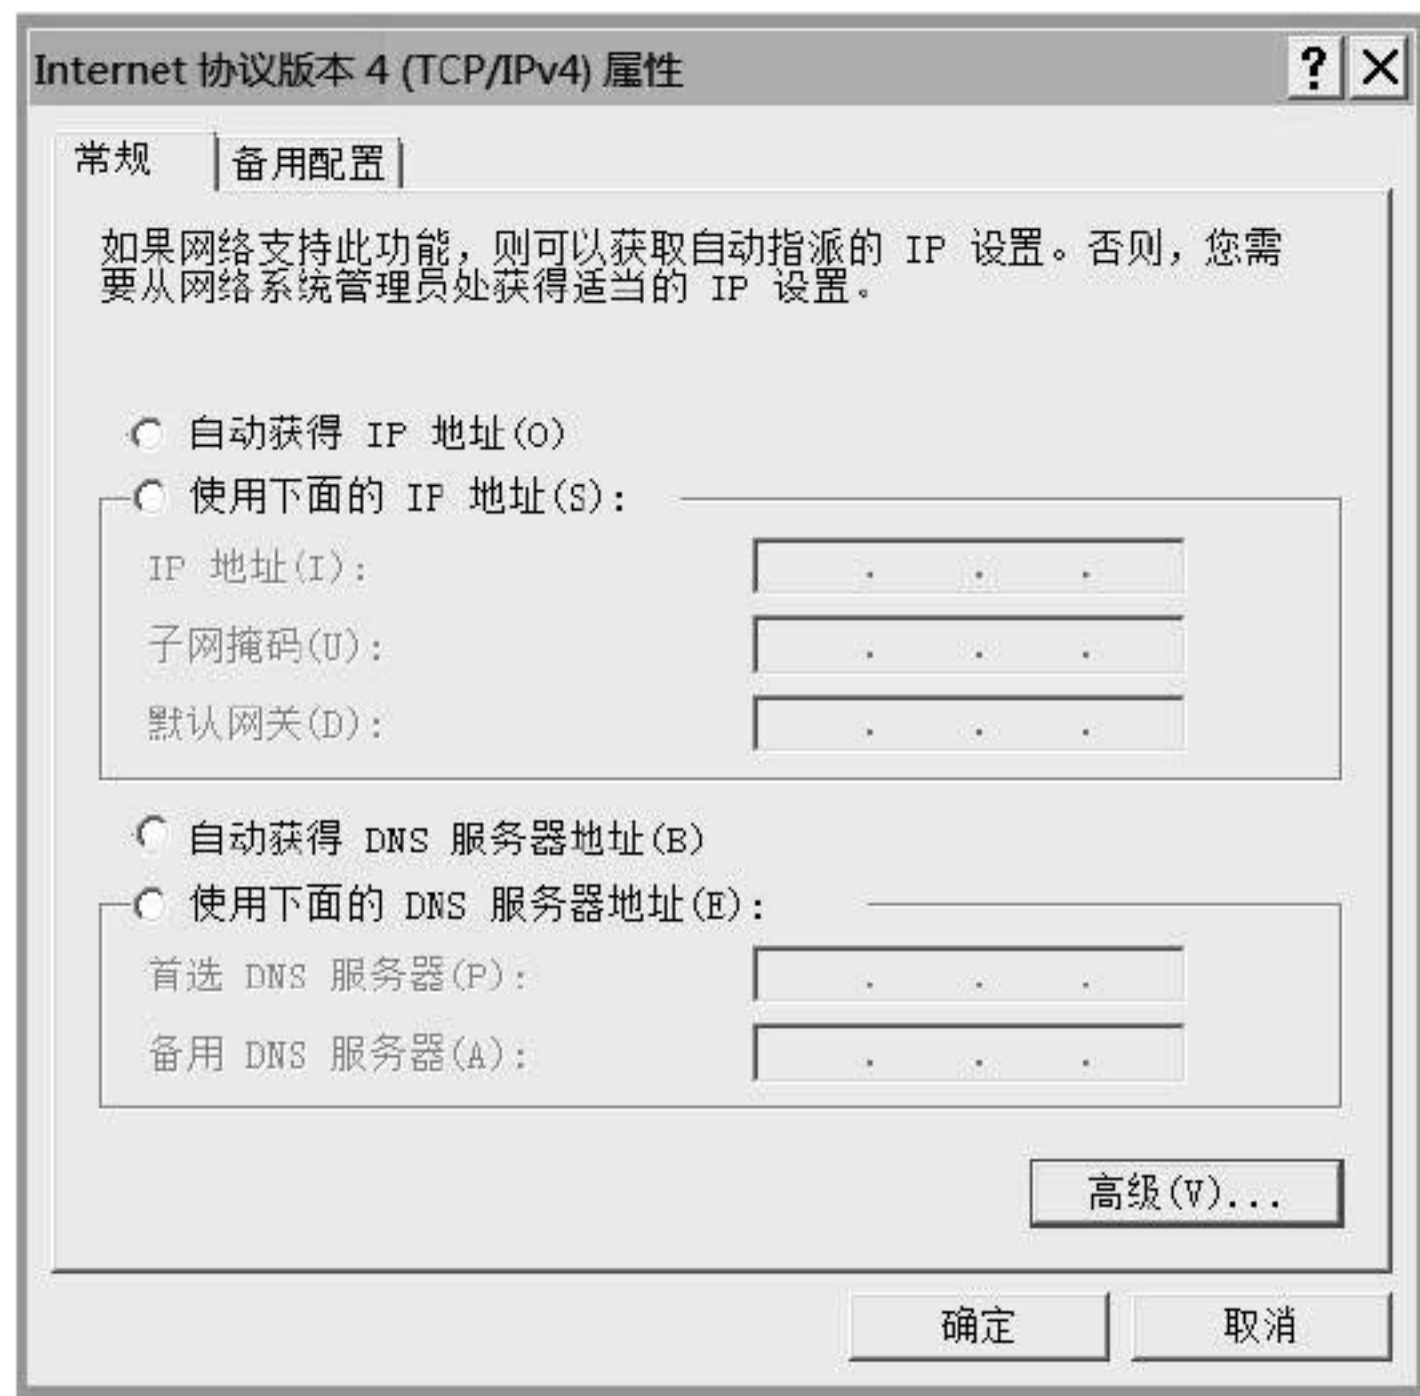 Internet 协议版本 4 (TCP/IPv4) 属性
常规
备用配置
如果网络支持此功能，则可以获取自动指派的 IP 设置。否则，您需
要从网络系统管理员处获得适当的 IP 设置。
自动获得 IP 地址(O)
使用下面的 IP 地址(S):
IP 地址(I):
子网掩码(U):
默认网关(D):
自动获得 DNS 服务器地址(B)
使用下面的 DNS 服务器地址(E):
首选 DNS 服务器(P):
备用 DNS 服务器(A):
高级(V)...
确定
取消